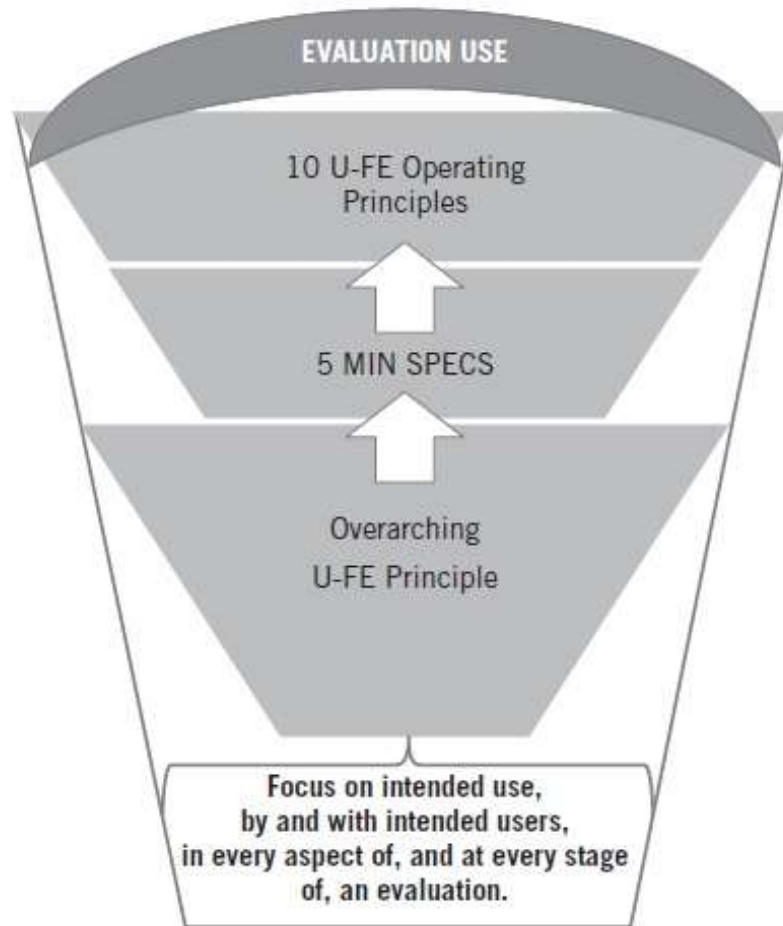 EVALUATION USE
10 U-FE Operating
Principles
5 MIN SPECS
Overarching
U-FE Principle
Focus on intended use,
by and with intended users,
in every aspect of, and at every stage
of, an evaluation.